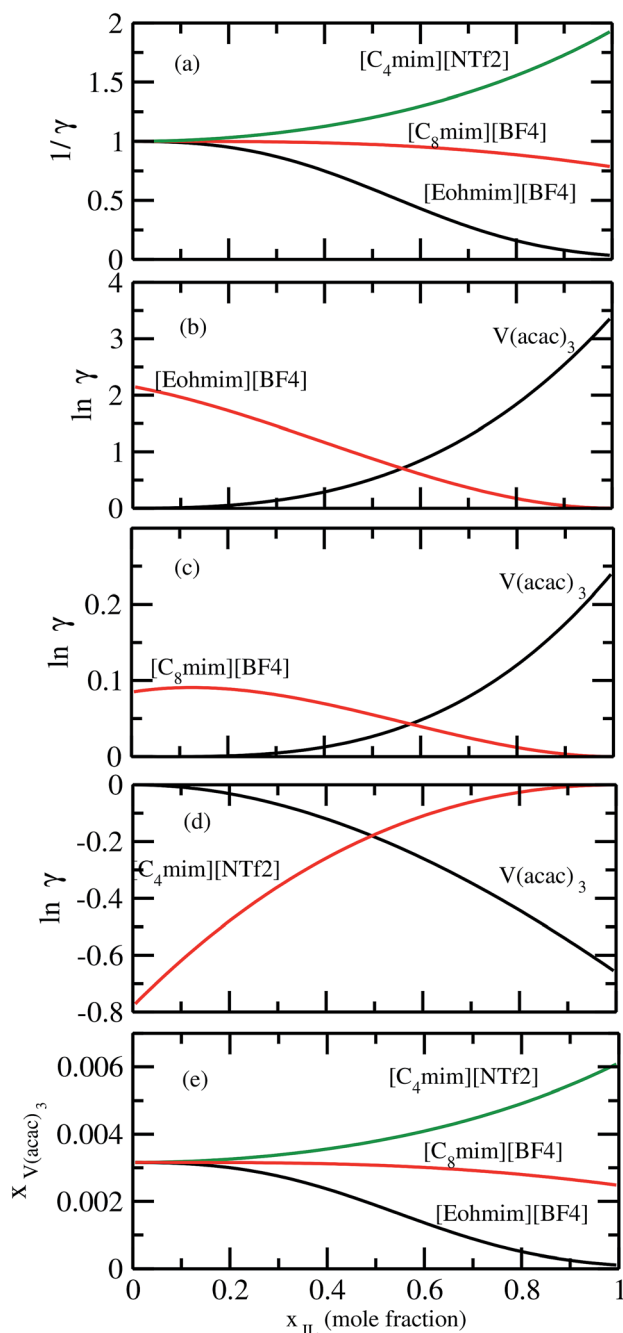 2
(a)
[C4mim][NTf2]
1.5
[C8mim][BF4]
1/γ
1
[Eohmim][BF4]
0.5
0
4
(b)
V(acac)3
3
[Eohmim][BF4]
ln γ
2
1
0
(c)
V(acac)3
0.2
[C8mim][BF4]
ln γ
0.1
0
0
(d)
-0.2
[C4mim][NTf2]
V(acac)3
ln γ
-0.4
-0.6
-0.8
0.006
(e)
[C4mim][NTf2]
x V(acac)3
0.004
[C8mim][BF4]
0.002
[Eohmim][BF4]
0
0 0.2 0.4 0.6 0.8 1
x IL (mole fraction)